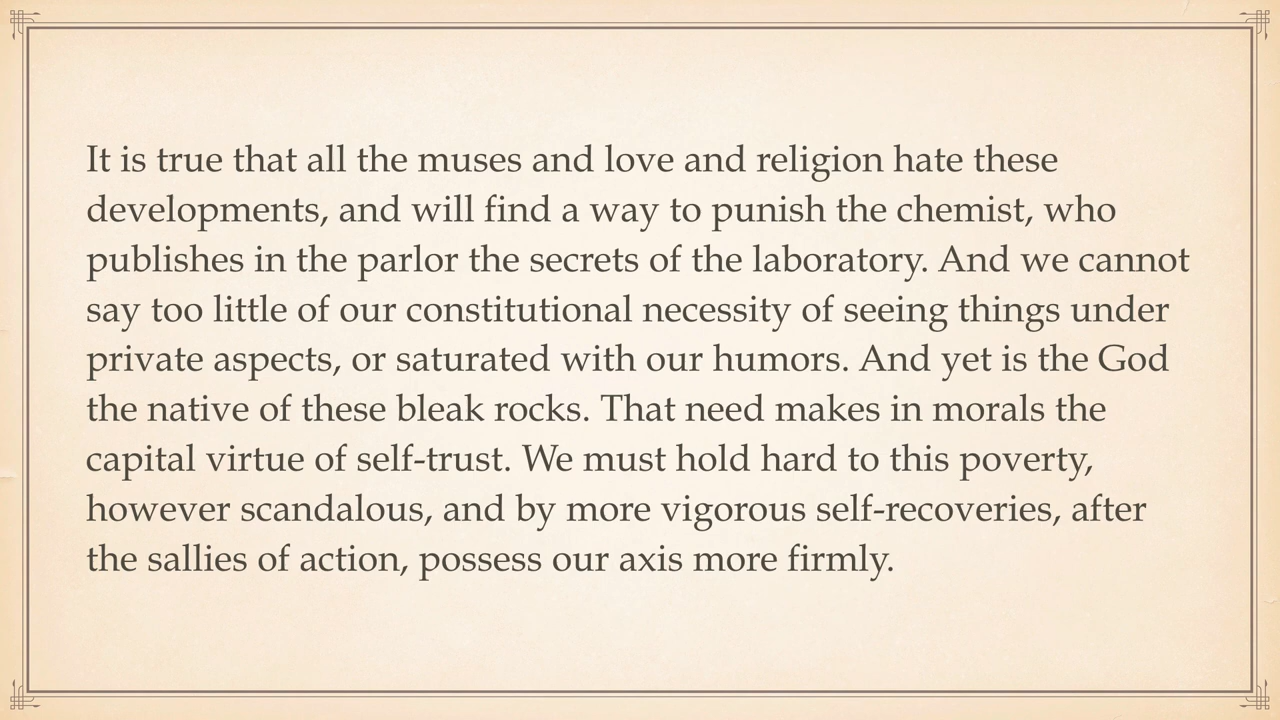 It is true that all the muses and love and religion hate these
developments, and will find a way to punish the chemist, who
publishes in the parlor the secrets of the laboratory. And we cannot
say too little of our constitutional necessity of seeing things under
private aspects, or saturated with our humors. And yet is the God
the native of these bleak rocks. That need makes in morals the
capital virtue of self-trust. We must hold hard to this poverty,
however scandalous, and by more vigorous self-recoveries, after
the sallies of action, possess our axis more firmly.